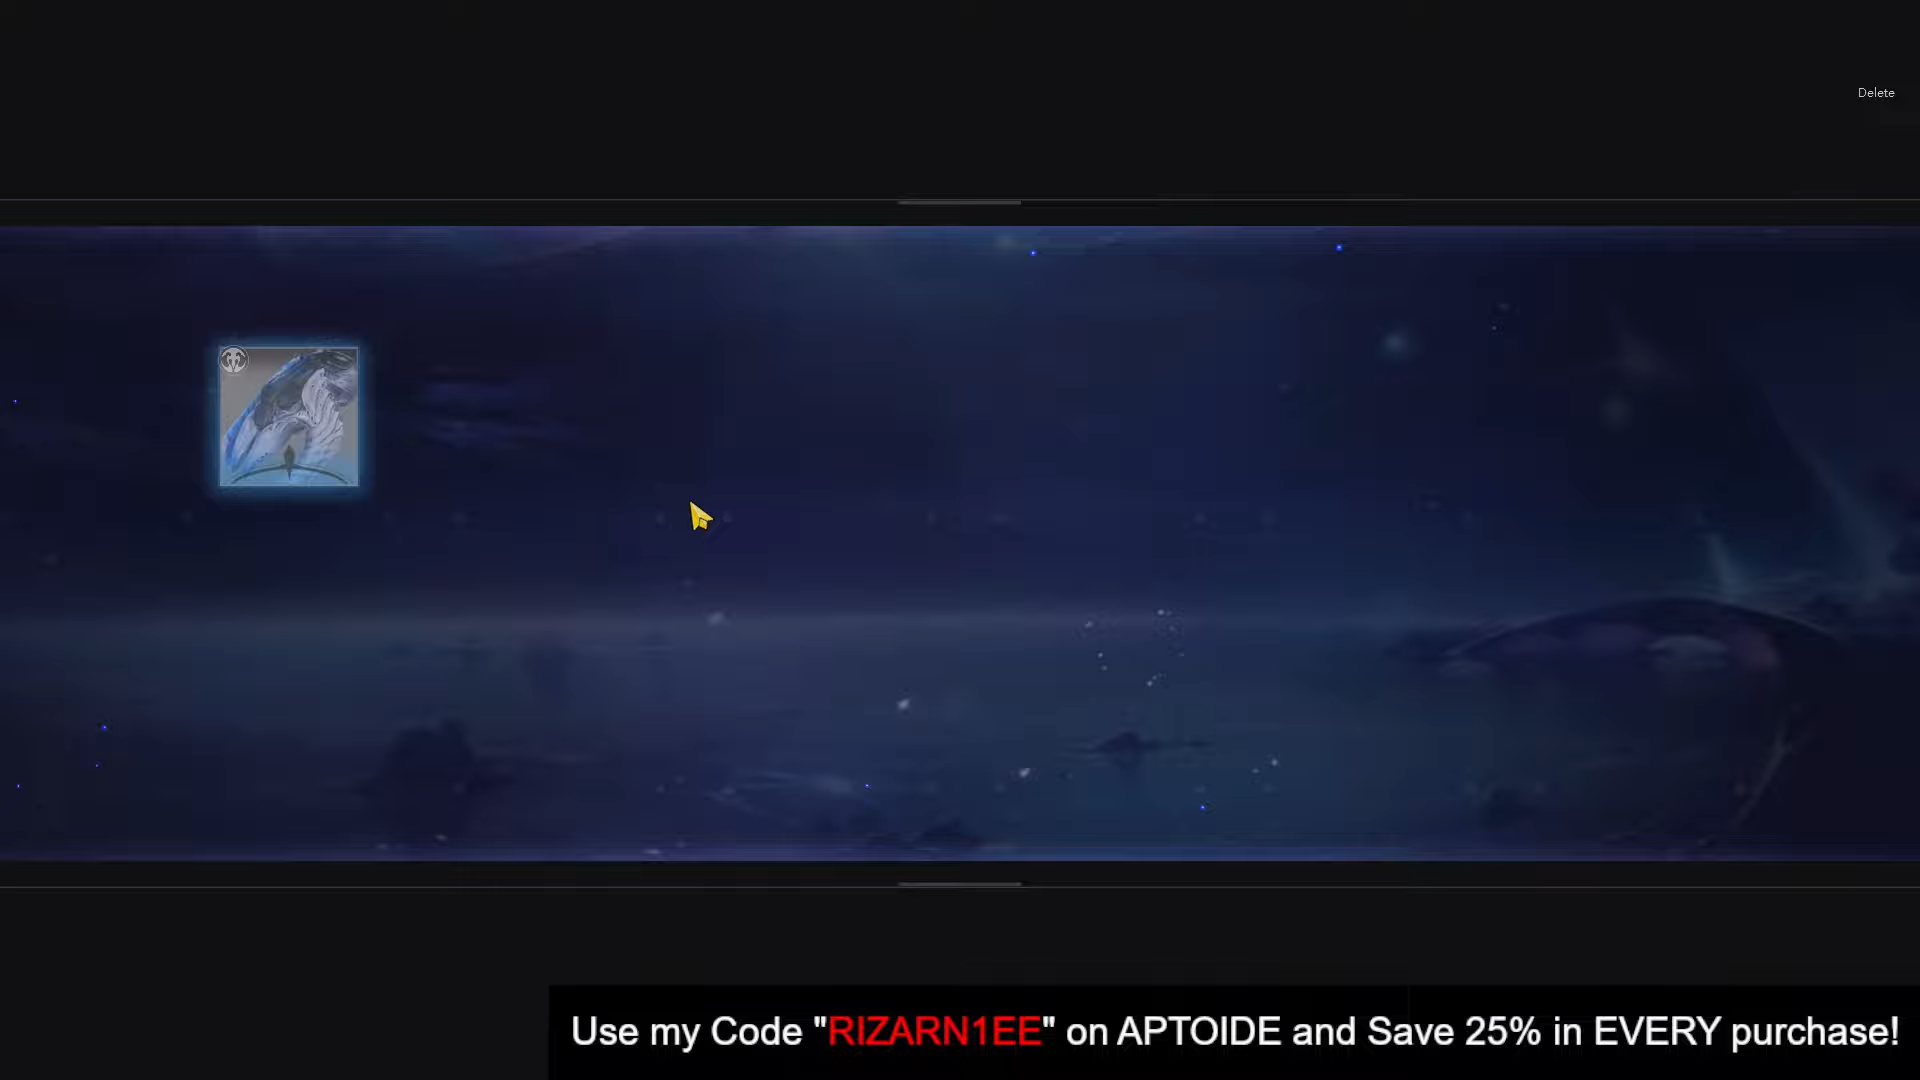 Delete
Use my Code "RIZARN1EE" on APTOIDE and Save 25% in EVERY purchase!